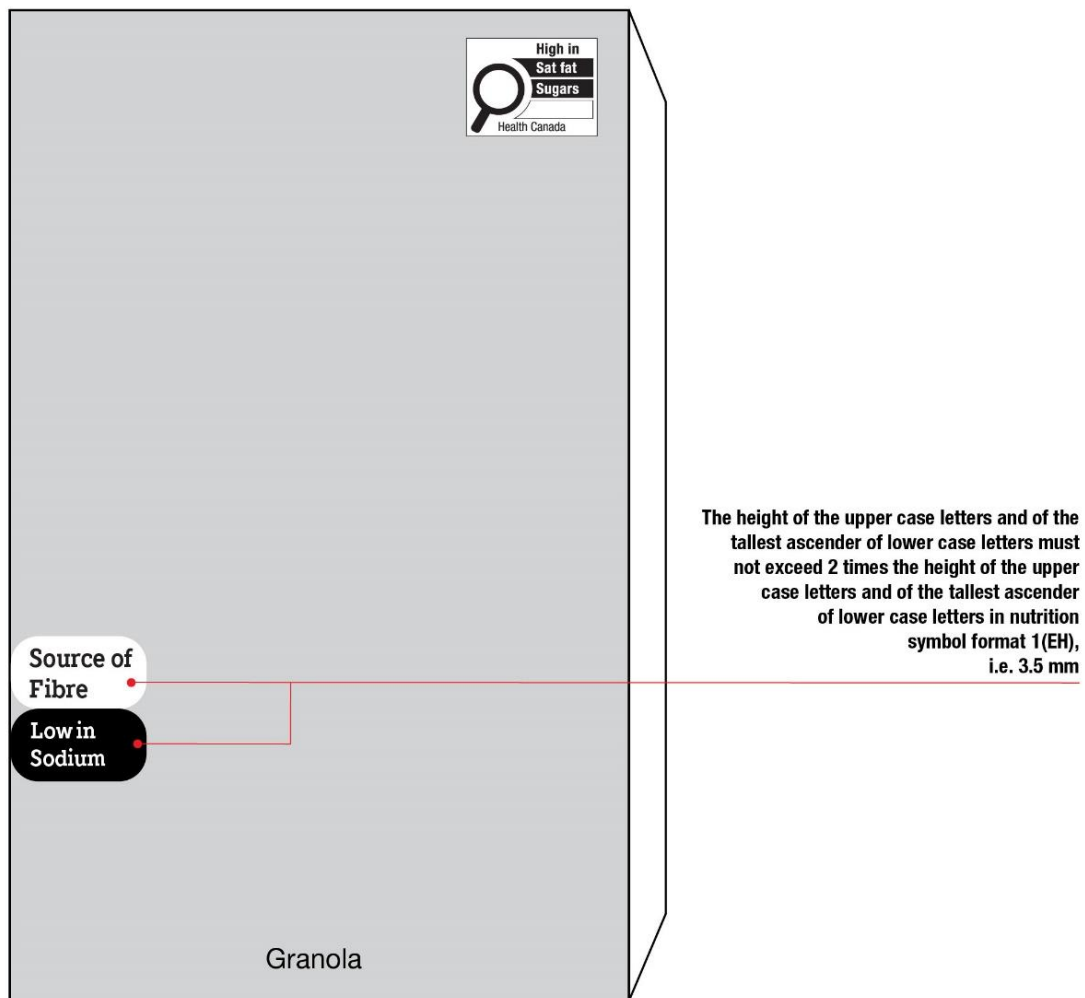 High in
Sat fat
Sugars
Health Canada
The height of the upper case letters and of the
tallest ascender of lower case letters must
not exceed 2 times the height of the upper
case letters and of the tallest ascender
of lower case letters in nutrition
symbol format 1(EH),
i.e. 3.5 mm
Source of
Fibre
Low in
Sodium
Granola